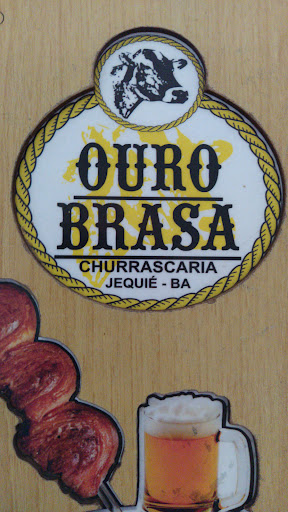 OURO
BRASA
CHURRASCARIA
JEQUIÉ - BA